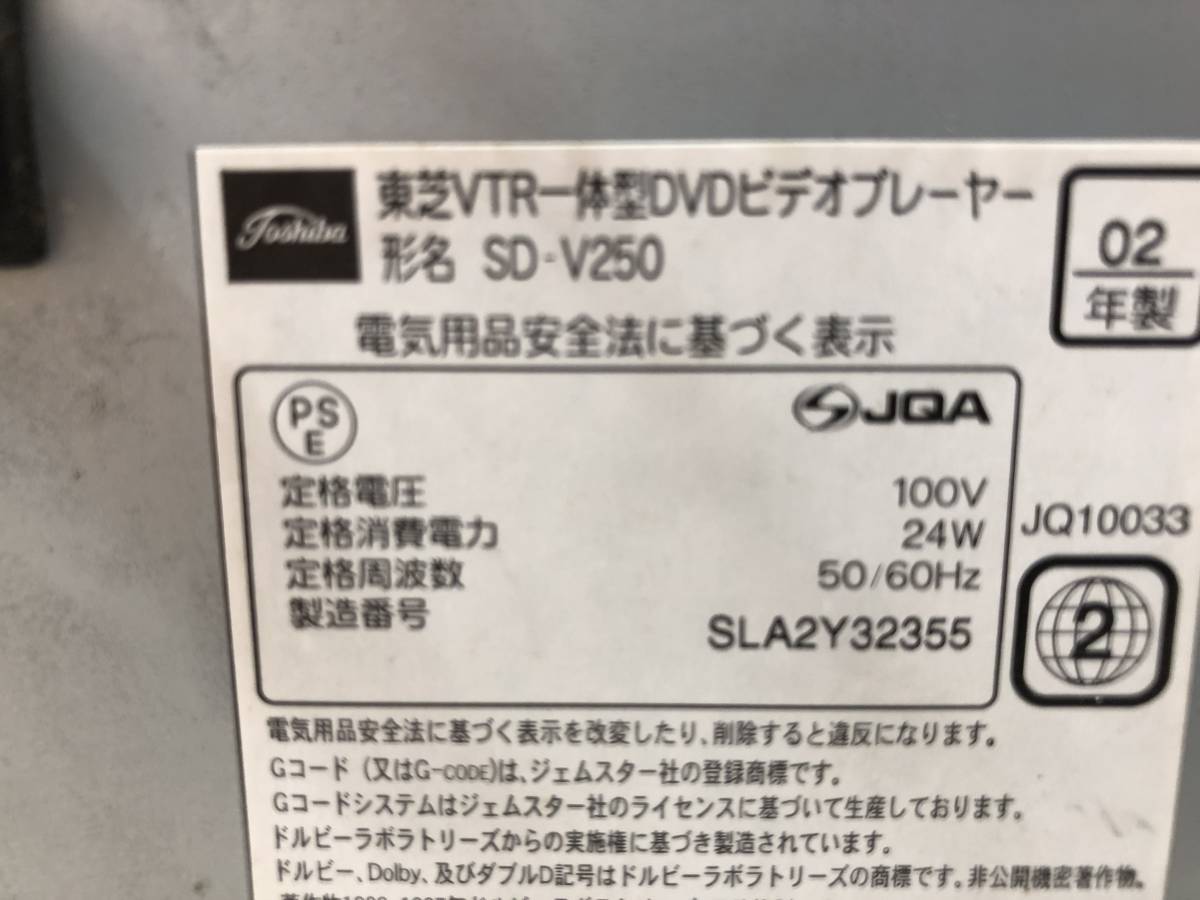 Toshiba
東芝VTR一体型DVDビデオプレーヤー
形名 SD-V250
02
年製
電気用品安全法に基づく表示
PS
E
JQA
定格電圧 100V
定格消費電力 24W
定格周波数 50/60Hz
製造番号 SLA2Y32355
JQ10033
2
電気用品安全法に基づく表示を改変したり、削除すると違反になります。
Gコード (又はG-CODE)は、ジェムスター社の登録商標です。
Gコードシステムはジェムスター社のライセンスに基づいて生産しております。
ドルビーラボラトリーズからの実施権に基づき製造されています。
ドルビー、Dolby、及びダブルD記号はドルビーラボラトリーズの商標です。非公開機密著作物。